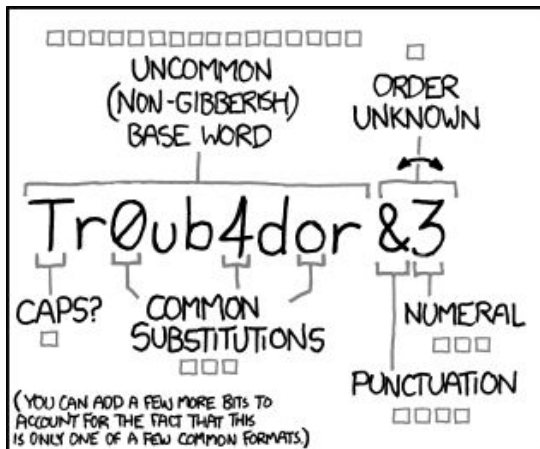 UNCOMMON
(NON-GIBBERISH)
BASE WORD
ORDER
UNKNOWN
Tr0ub4dor &3
CAPS?
COMMON
SUBSTITUTIONS
NUMERAL
PUNCTUATION
(YOU CAN ADD A FEW MORE BITS TO
ACCOUNT FOR THE FACT THAT THIS
IS ONLY ONE OF A FEW COMMON FORMATS.)